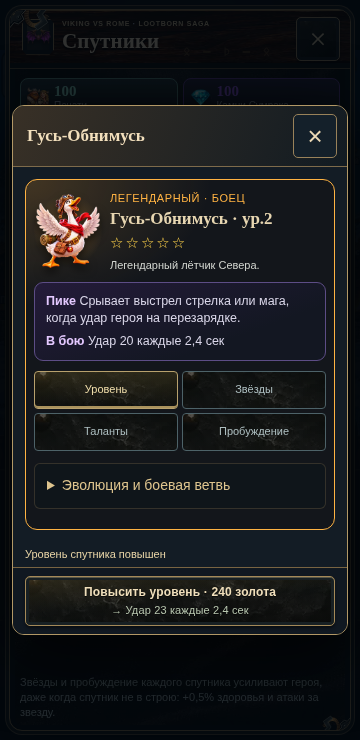 VIKING VS ROME · LOOTBORN SAGA
Спутники
100
100
Гусь-Обнимусь
ЛЕГЕНДАРНЫЙ · БОЕЦ
Гусь-Обнимусь · ур.2
☆☆☆☆☆
Легендарный лётчик Севера.
Пике Срывает выстрел стрелка или мага,
когда удар героя на перезарядке.
В бою Удар 20 каждые 2,4 сек
Уровень
Звёзды
Таланты
Пробуждение
▶ Эволюция и боевая ветвь
Уровень спутника повышен
Повысить уровень · 240 золота
→ Удар 23 каждые 2,4 сек
Звёзды и пробуждение каждого спутника усиливают героя,
даже когда спутник не в строю: +0,5% здоровья и атаки за
звезду.